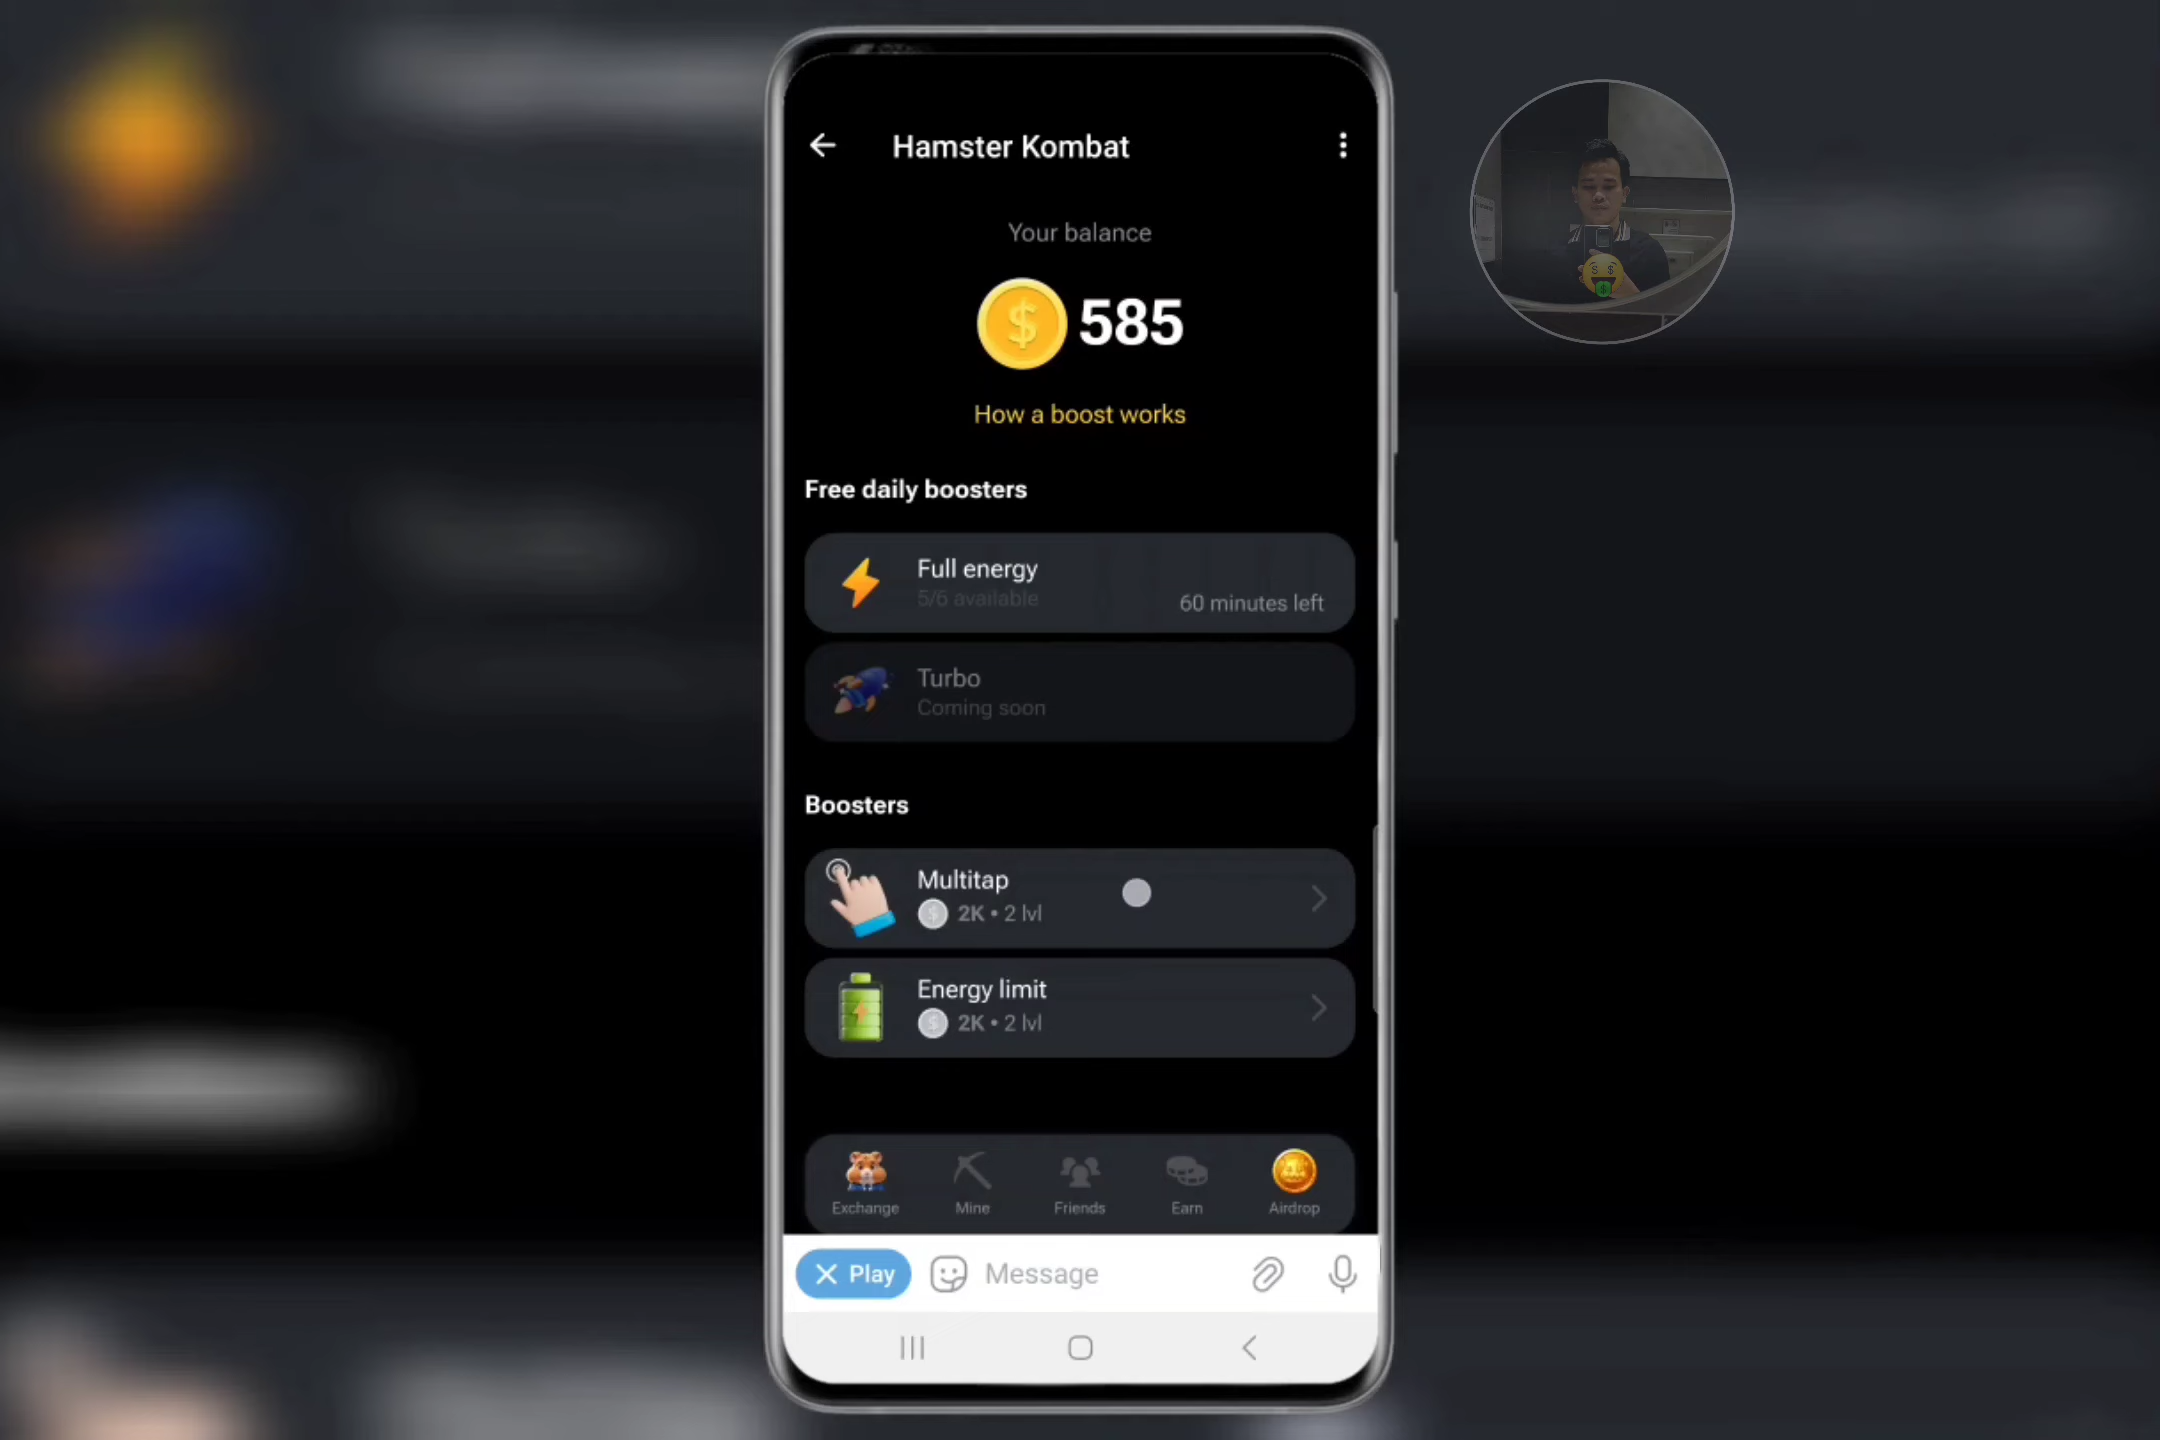 Hamster Kombat
Your balance
585
How a boost works
Free daily boosters
Full energy
5/6 available
60 minutes left
Turbo
Coming soon
Boosters
Multitap
2K • 2 lvl
Energy limit
2K • 2 lvl
Exchange
Mine
Friends
Earn
Airdrop
Play
Message